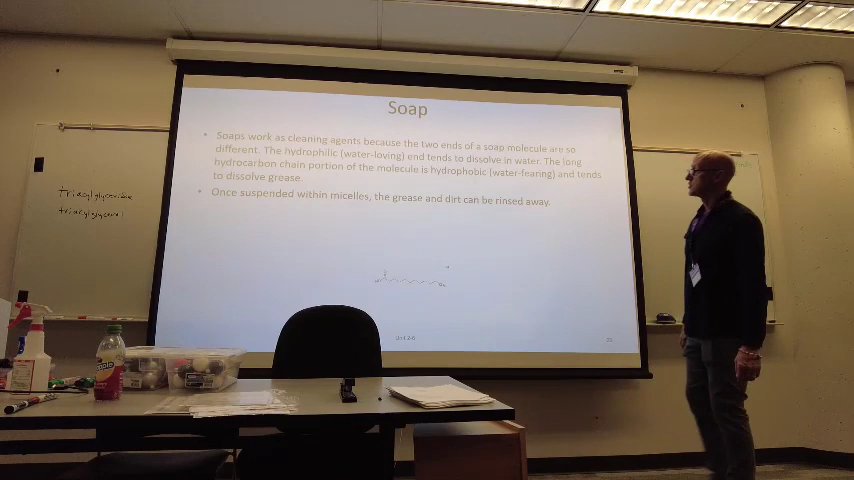 Soap
• Soaps work as cleaning agents because the two ends of a soap molecule are so
different. The hydrophilic (water-loving) end tends to dissolve in water. The long
hydrocarbon chain portion of the molecule is hydrophobic (water-fearing) and tends
to dissolve grease.
• Once suspended within micelles, the grease and dirt can be rinsed away.
triacylglycerol